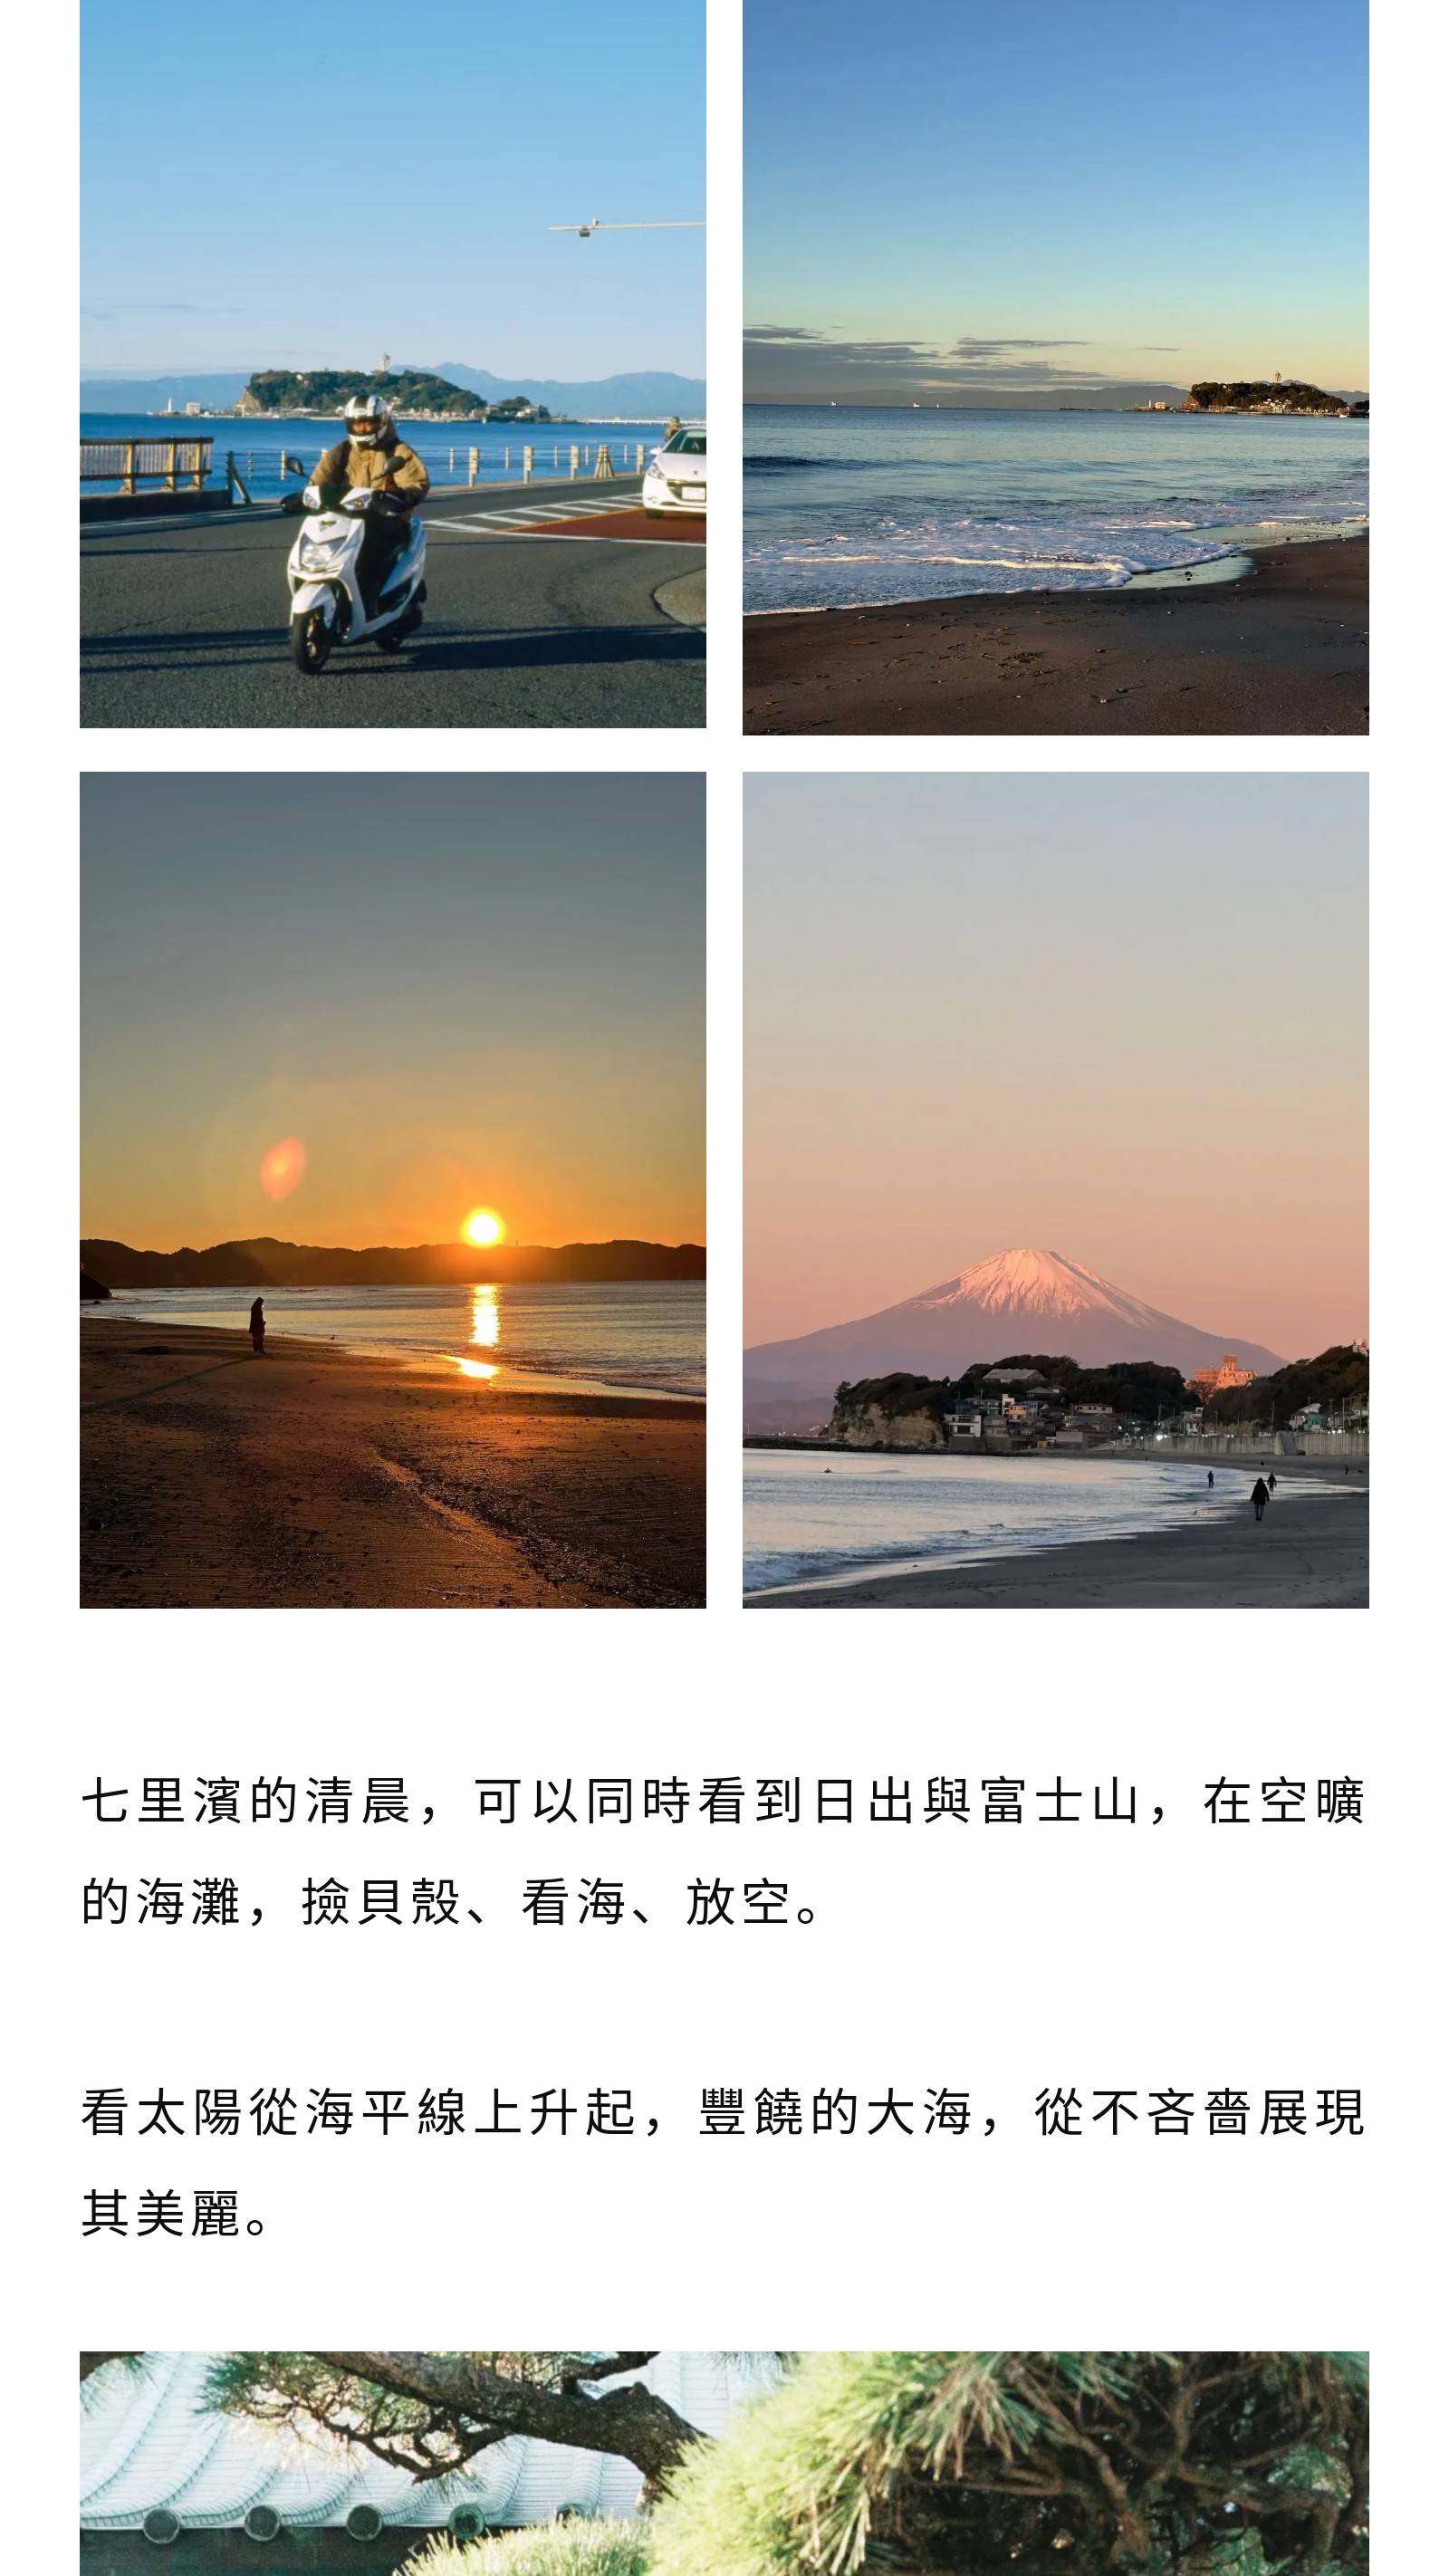 七里濱的清晨，可以同時看到日出與富士山，在空曠
的海灘，撿貝殼、看海、放空。
看太陽從海平線上升起，豐饒的大海，從不吝嗇展現
其美麗。